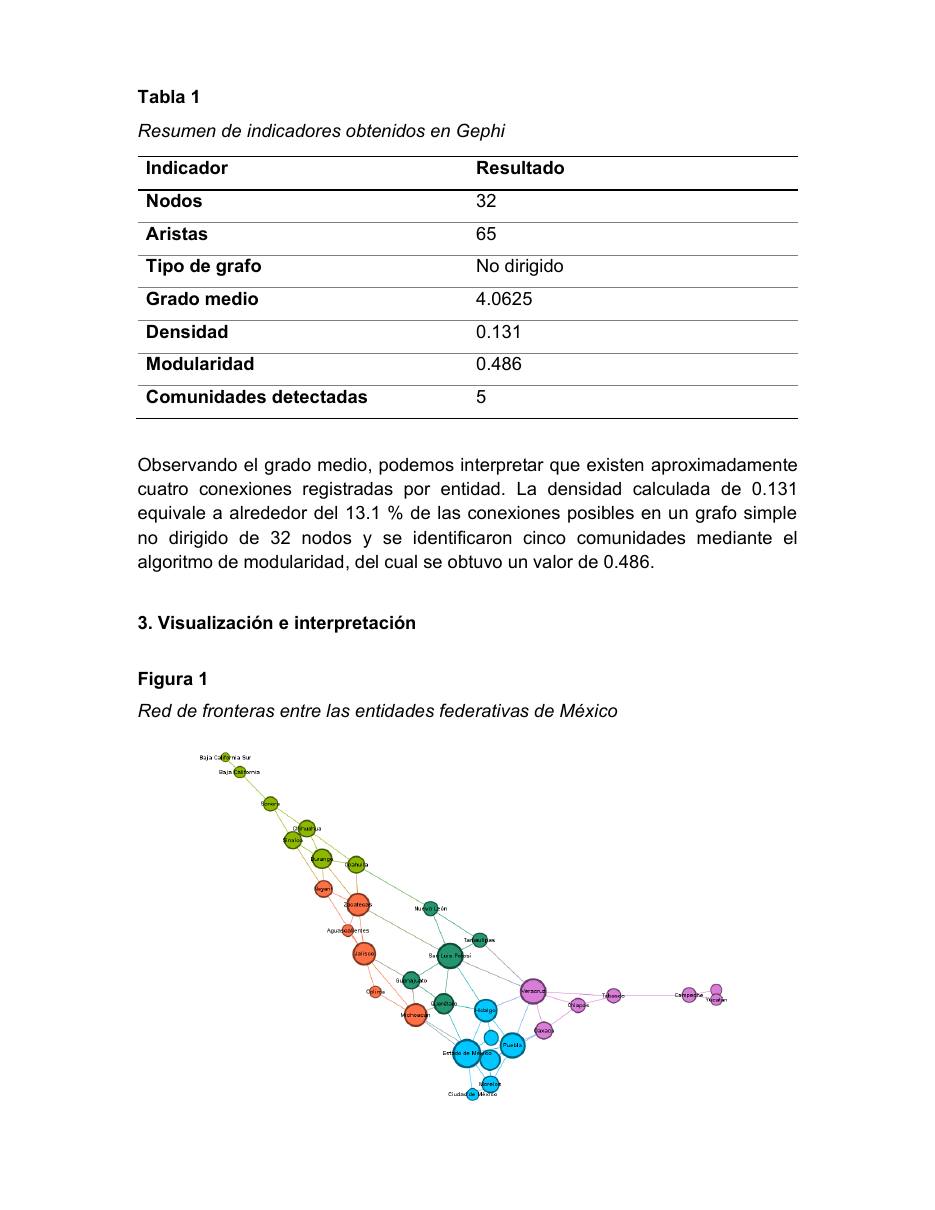 Tabla 1
Resumen de indicadores obtenidos en Gephi
Indicador Resultado
Nodos 32
Aristas 65
Tipo de grafo No dirigido
Grado medio 4.0625
Densidad 0.131
Modularidad 0.486
Comunidades detectadas 5
Observando el grado medio, podemos interpretar que existen aproximadamente
cuatro conexiones registradas por entidad. La densidad calculada de 0.131
equivale a alrededor del 13.1 % de las conexiones posibles en un grafo simple
no dirigido de 32 nodos y se identificaron cinco comunidades mediante el
algoritmo de modularidad, del cual se obtuvo un valor de 0.486.
3. Visualización e interpretación
Figura 1
Red de fronteras entre las entidades federativas de México
Baja California Sur
Baja California
Sonora
Chihuahua
Sinaloa
Durango
Coahuila
Nayarit
Zacatecas
Nuevo León
Aguascalientes
Tamaulipas
Jalisco
San Luis Potosí
Guanajuato
Colima
Veracruz
Campeche
Tabasco
Yucatán
Querétaro
Chiapas
Hidalgo
Michoacán
Oaxaca
Puebla
Estado de México
Morelos
Ciudad de México